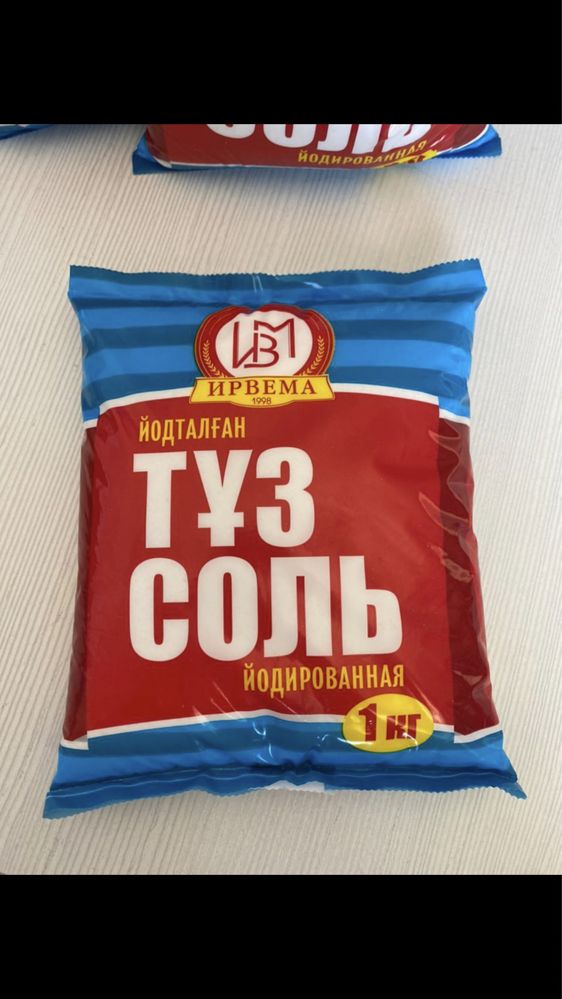 СОЛЬ
ЙОДИРОВАННАЯ
ИВМ
ИРВЕМА
1998
ЙОДТАЛҒАН
ТҰЗ
СОЛЬ
ЙОДИРОВАННАЯ
1 кг